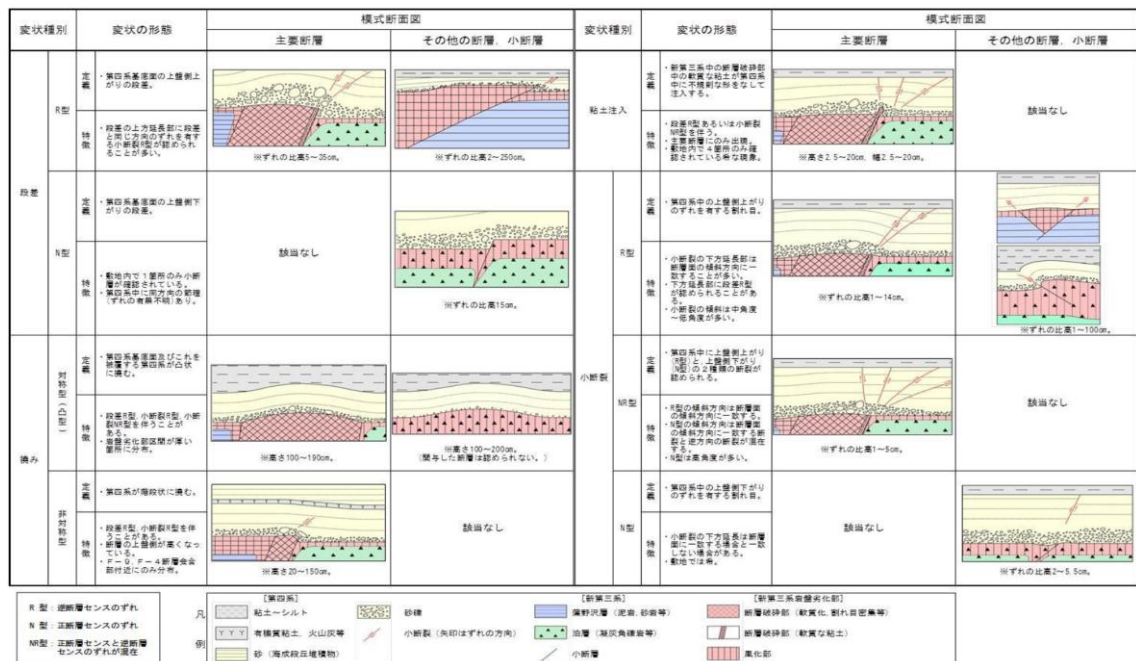 変状種別
変状の形態
模式断面図
主要断層
その他の断層、小断層
段差
R型
定義
・第四系基底面の上盤側上
がりの段差。
特徴
・段差の上方延長部に段差
と同じ方向のずれを有す
る小断裂R型が認められ
ることが多い。
※ずれの比高5~35cm。
※ずれの比高2~250cm。
N型
定義
・第四系基底面の上盤側下
がりの段差。
特徴
・敷地内で1箇所のみ小断
層が確認されている。
・第四系中に同方向の節理
(ずれの有無不明)あり。
該当なし
※ずれの比高15cm。
撓み
対称型(凸型)
定義
・第四系基底面及びこれを
被覆する第四系が凸状
に撓む。
特徴
・段差R型、小断裂R型、小断
裂NR型を伴うことが
ある。
・岩盤劣化部区間が厚い
箇所に分布。
※高さ100~190cm。
※高さ100~200cm。
(関与した断層は認められない。)
非対称型
定義
・第四系が階段状に撓む。
特徴
・段差R型、小断裂R型を伴
うことがある。
・断層の上盤側が高くなっ
ている。
・F-9、F-4断層会合
部付近にのみ分布。
※高さ20~150cm。
該当なし
変状種別
変状の形態
模式断面図
主要断層
その他の断層、小断層
粘土注入
定義
・新第三系中の断層破砕部
中の軟質な粘土が第四系
中に不規則な形をなして
注入する。
特徴
・段差R型あるいは小断裂
NR型を伴う。
・主要断層にのみ出現。
・敷地内で4箇所のみ確
認されている希な現象。
※高さ2.5~20cm、幅2.5~20cm。
該当なし
小断裂
R型
定義
・第四系中の上盤側上がり
のずれを有する割れ目。
特徴
・小断裂の下方延長部は
断層面の傾斜方向に一
致することが多い。
・下方延長部に段差R型
が認められることがあ
る。
・小断裂の傾斜は中角度
~低角度が多い。
※ずれの比高1~14cm。
※ずれの比高1~100cm。
NR型
定義
・第四系中に上盤側上がり
(R型)と、上盤側下がり
(N型)の2種類の断裂が
認められる。
特徴
・R型の傾斜方向は断層面
の傾斜方向に一致する。
・N型の傾斜方向は断層面
の傾斜方向に一致する断
裂と逆方向の断裂が混在
する。
・N型は高角度が多い。
※ずれの比高1~5cm。
該当なし
N型
定義
・第四系中の上盤側下がり
のずれを有する割れ目。
特徴
・小断裂の下方延長は断層
面に一致する場合と一致
しない場合がある。
・敷地では希。
該当なし
※ずれの比高2~5.5cm。
R 型:逆断層センスのずれ
N 型:正断層センスのずれ
NR型:正断層センスと逆断層
センスのずれが混在
凡例
[第四系]
粘土~シルト
有機質粘土、火山灰等
砂(海成段丘堆積物)
砂礫
小断裂(矢印はずれの方向)
[新第三系]
蒲野沢層(泥岩、砂岩等)
泊層(凝灰角礫岩等)
小断層
[新第三系岩盤劣化部]
断層破砕部(軟質化、割れ目密集等)
断層破砕部(軟質な粘土)
風化部